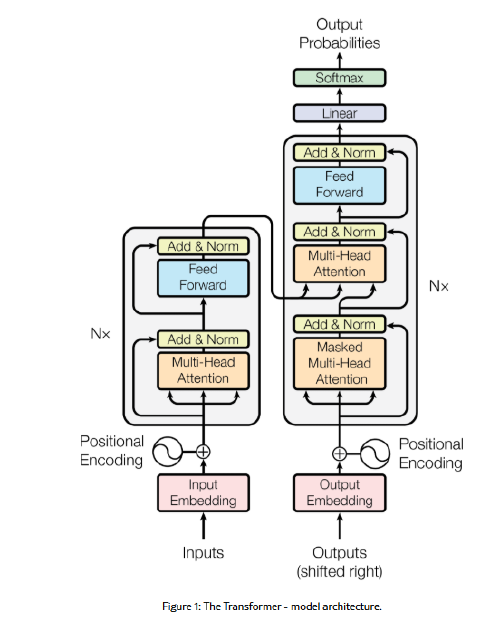 Output
Probabilities
Softmax
Linear
Add & Norm
Feed
Forward
Add & Norm
Multi-Head
Attention
Add & Norm
Masked
Multi-Head
Attention
Nx
Add & Norm
Feed
Forward
Add & Norm
Multi-Head
Attention
Nx
Positional
Encoding
Input
Embedding
Inputs
Positional
Encoding
Output
Embedding
Outputs
(shifted right)
Figure 1: The Transformer - model architecture.